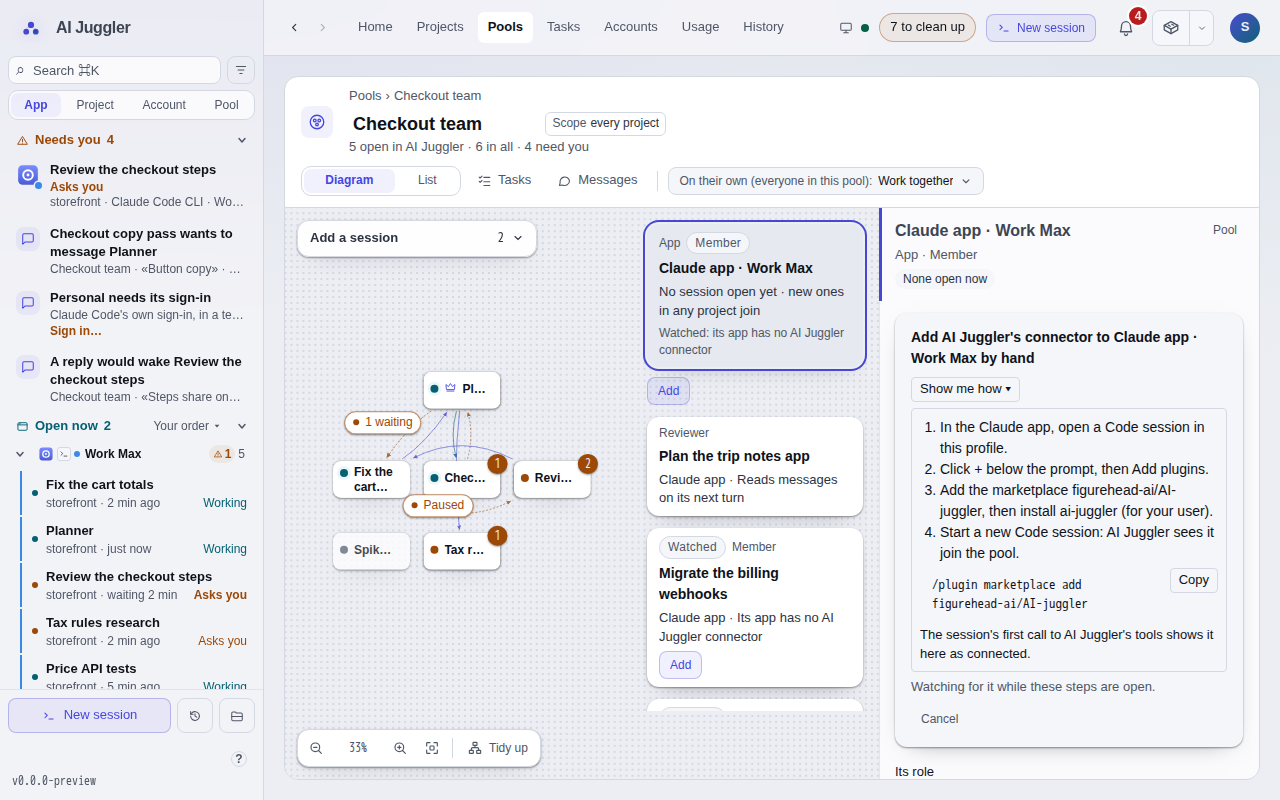 AI Juggler
Search ⌘K
App Project Account Pool
Needs you 4
Review the checkout steps
Asks you
storefront · Claude Code CLI · Wo…
Checkout copy pass wants to
message Planner
Checkout team · «Button copy» · …
Personal needs its sign-in
Claude Code's own sign-in, in a te…
Sign in…
A reply would wake Review the
checkout steps
Checkout team · «Steps share on…
Open now 2 Your order
Work Max 1 5
Fix the cart totals
storefront · 2 min ago Working
Planner
storefront · just now Working
Review the checkout steps
storefront · waiting 2 min Asks you
Tax rules research
storefront · 2 min ago Asks you
Price API tests
storefront · 5 min ago Working
New session
?
v0.0.0-preview
Home Projects Pools Tasks Accounts Usage History
7 to clean up
New session
4
S
Pools › Checkout team
Checkout team
Scope every project
5 open in AI Juggler · 6 in all · 4 need you
Diagram List Tasks Messages
On their own (everyone in this pool): Work together
Add a session 2
Pl…
1 waiting
Fix the
cart…
Chec… 1
Revi… 2
Paused
Spik…
Tax r… 1
33%
Tidy up
App Member
Claude app · Work Max
No session open yet · new ones
in any project join
Watched: its app has no AI Juggler
connector
Add
Reviewer
Plan the trip notes app
Claude app · Reads messages
on its next turn
Watched Member
Migrate the billing
webhooks
Claude app · Its app has no AI
Juggler connector
Add
Claude app · Work Max Pool
App · Member
None open now
Add AI Juggler's connector to Claude app ·
Work Max by hand
Show me how ▾
1. In the Claude app, open a Code session in
this profile.
2. Click + below the prompt, then Add plugins.
3. Add the marketplace figurehead-ai/AI-
juggler, then install ai-juggler (for your user).
4. Start a new Code session: AI Juggler sees it
join the pool.
Copy
/plugin marketplace add
figurehead-ai/AI-juggler
The session's first call to AI Juggler's tools shows it
here as connected.
Watching for it while these steps are open.
Cancel
Its role